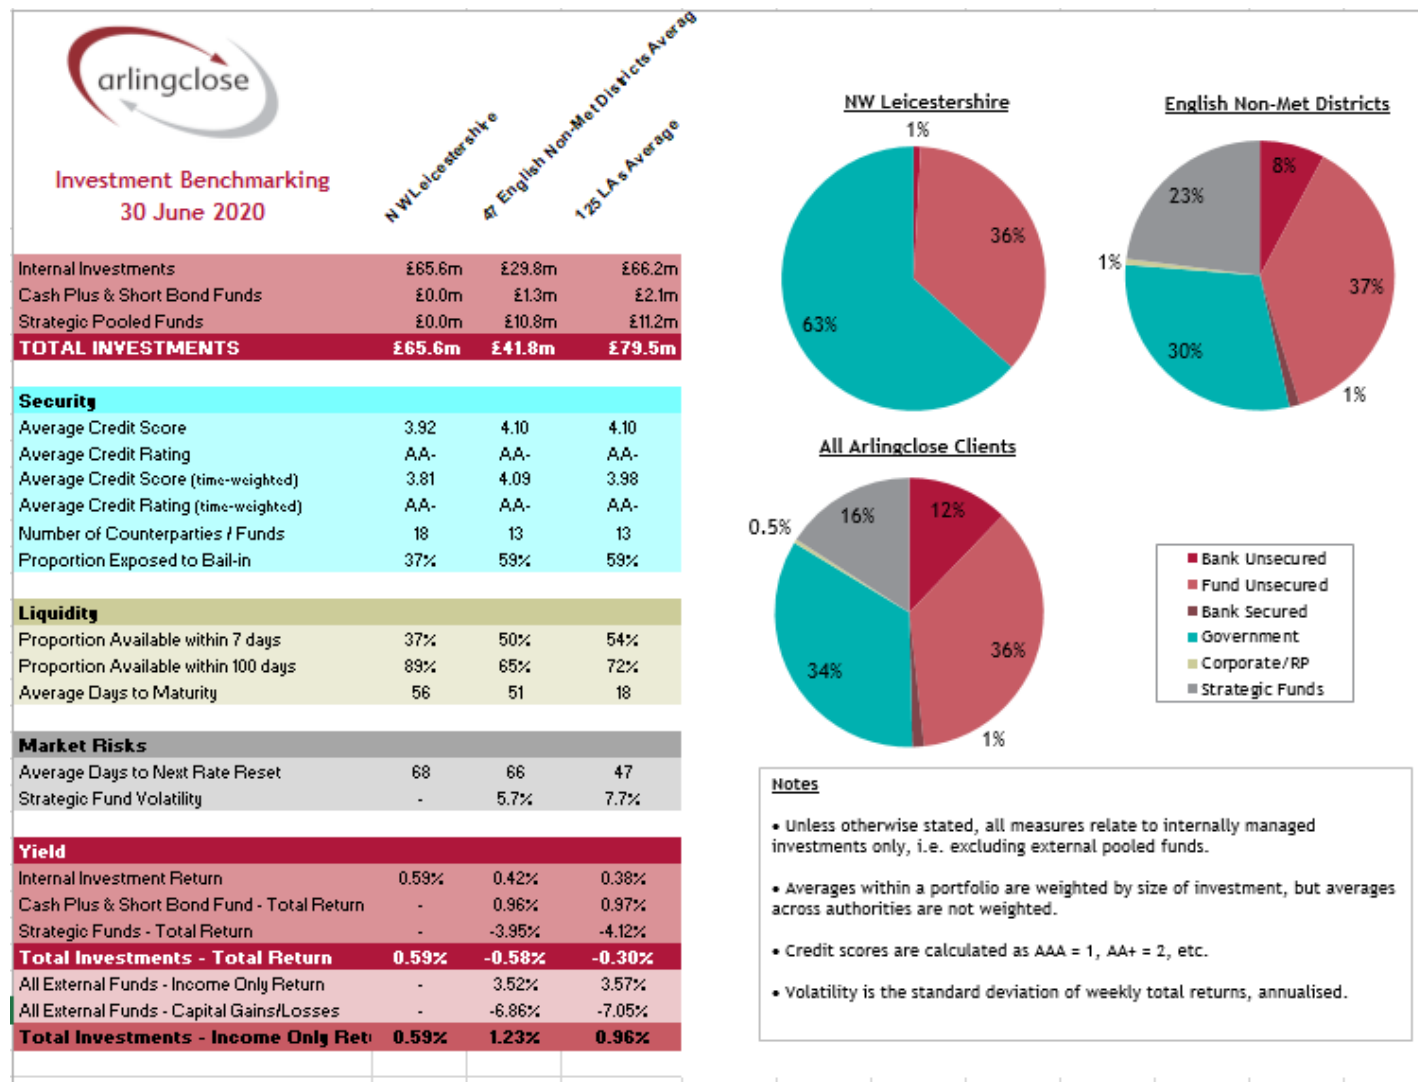 arlingclose
Investment Benchmarking
30 June 2020
NW Leicestershire
47 English Non-Met Districts Averag
125 LAs Average
Internal Investments £65.6m £29.8m £66.2m
Cash Plus & Short Bond Funds £0.0m £1.3m £2.1m
Strategic Pooled Funds £0.0m £10.8m £11.2m
TOTAL INVESTMENTS £65.6m £41.8m £79.5m
Security
Average Credit Score 3.92 4.10 4.10
Average Credit Rating AA- AA- AA-
Average Credit Score (time-weighted) 3.81 4.09 3.98
Average Credit Rating (time-weighted) AA- AA- AA-
Number of Counterparties / Funds 18 13 13
Proportion Exposed to Bail-in 37% 59% 59%
Liquidity
Proportion Available within 7 days 37% 50% 54%
Proportion Available within 100 days 89% 65% 72%
Average Days to Maturity 56 51 18
Market Risks
Average Days to Next Rate Reset 68 66 47
Strategic Fund Volatility - 5.7% 7.7%
Yield
Internal Investment Return 0.59% 0.42% 0.38%
Cash Plus & Short Bond Fund - Total Return - 0.96% 0.97%
Strategic Funds - Total Return - -3.95% -4.12%
Total Investments - Total Return 0.59% -0.58% -0.30%
All External Funds - Income Only Return - 3.52% 3.57%
All External Funds - Capital Gains/Losses - -6.86% -7.05%
Total Investments - Income Only Ret 0.59% 1.23% 0.96%
NW Leicestershire
1%
36%
63%
English Non-Met Districts
8%
23%
1%
37%
30%
1%
All Arlingclose Clients
12%
16%
0.5%
36%
34%
1%
Bank Unsecured
Fund Unsecured
Bank Secured
Government
Corporate/RP
Strategic Funds
Notes
• Unless otherwise stated, all measures relate to internally managed
investments only, i.e. excluding external pooled funds.
• Averages within a portfolio are weighted by size of investment, but averages
across authorities are not weighted.
• Credit scores are calculated as AAA = 1, AA+ = 2, etc.
• Volatility is the standard deviation of weekly total returns, annualised.